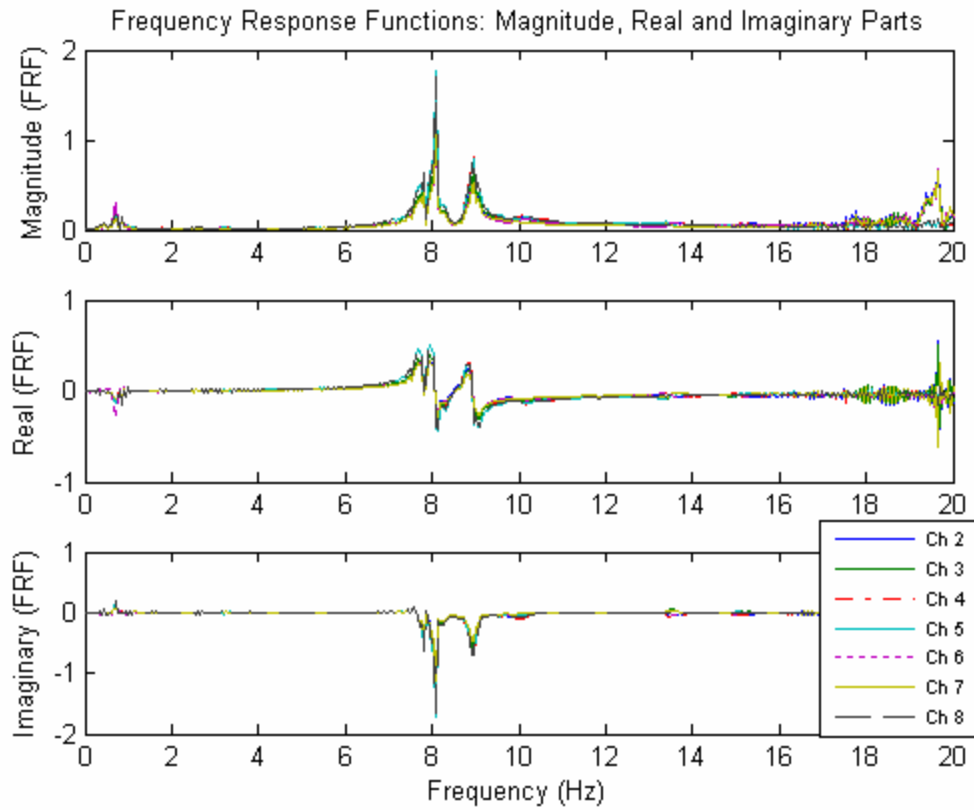 Frequency Response Functions: Magnitude, Real and Imaginary Parts
Magnitude (FRF)
2
1
0
0 2 4 6 8 10 12 14 16 18 20
Real (FRF)
1
0
-1
0 2 4 6 8 10 12 14 16 18 20
Imaginary (FRF)
1
0
-1
-2
0 2 4 6 8 10 12 14 16 18 20
Frequency (Hz)
Ch 2
Ch 3
Ch 4
Ch 5
Ch 6
Ch 7
Ch 8